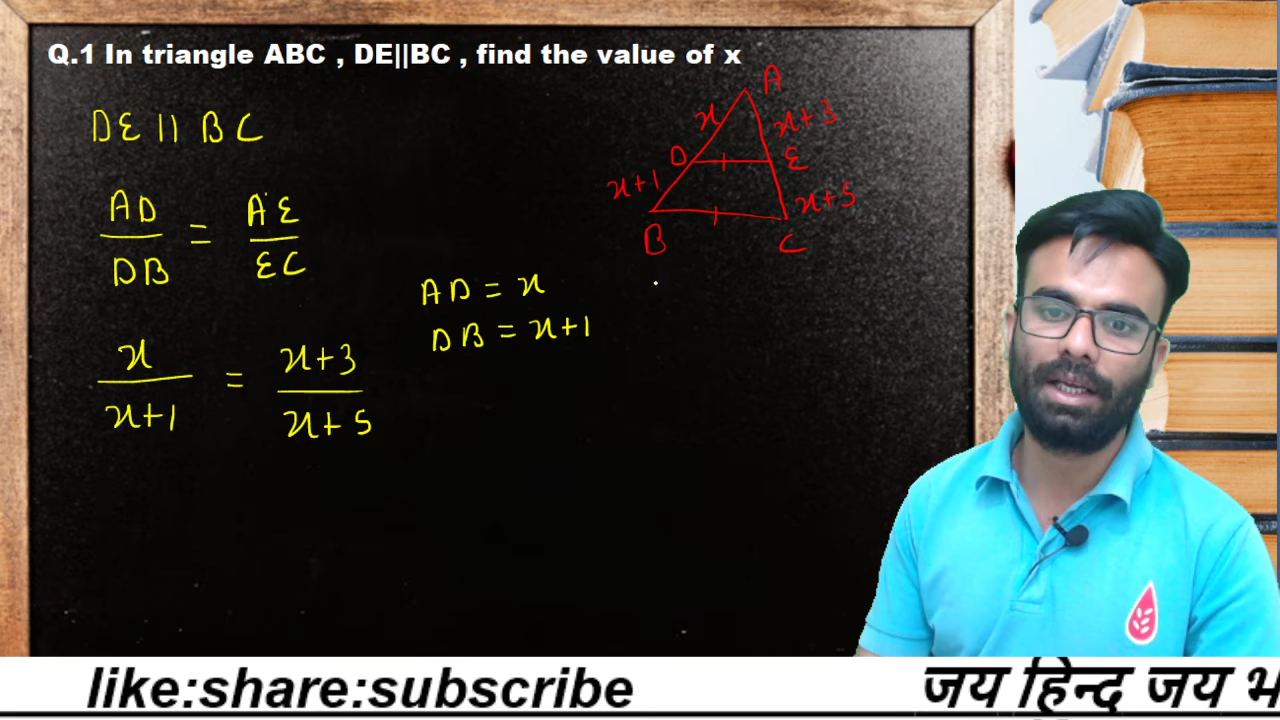 Q.1 In triangle ABC , DE||BC , find the value of x
DE || BC
AD/DB = AE/EC
AD = x
DB = x+1
x/x+1 = x+3/x+5
A
x
x+3
D
E
x+1
x+5
B
C
like:share:subscribe
जय हिन्द जय भ